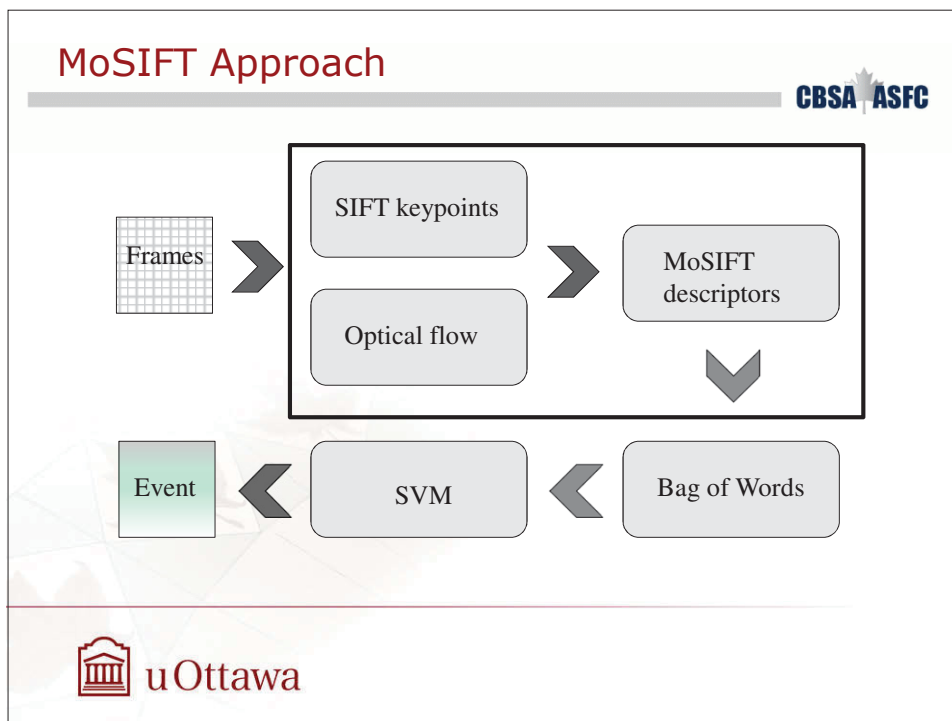 MoSIFT Approach
CBSA ASFC
SIFT keypoints
Frames
MoSIFT
descriptors
Optical flow
Event
SVM
Bag of Words
uOttawa